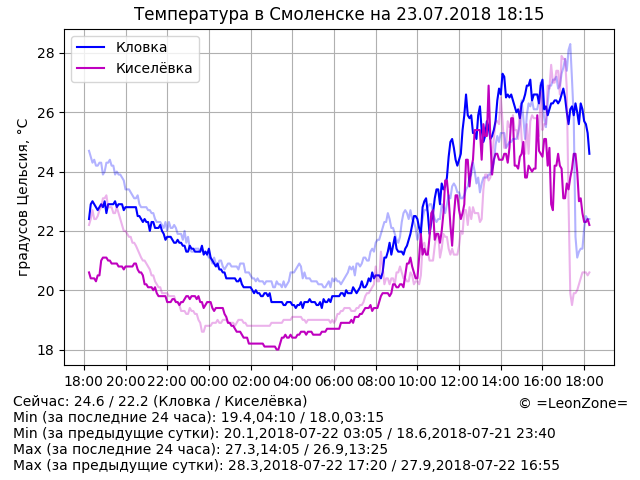 Температура в Смоленске на 23.07.2018 18:15
Кловка
Киселёвка
градусов Цельсия, °C
28
26
24
22
20
18
18:00 20:00 22:00 00:00 02:00 04:00 06:00 08:00 10:00 12:00 14:00 16:00 18:00
Сейчас: 24.6 / 22.2 (Кловка / Киселёвка)
© =LeonZone=
Min (за последние 24 часа): 19.4,04:10 / 18.0,03:15
Min (за предыдущие сутки): 20.1,2018-07-22 03:05 / 18.6,2018-07-21 23:40
Max (за последние 24 часа): 27.3,14:05 / 26.9,13:25
Max (за предыдущие сутки): 28.3,2018-07-22 17:20 / 27.9,2018-07-22 16:55